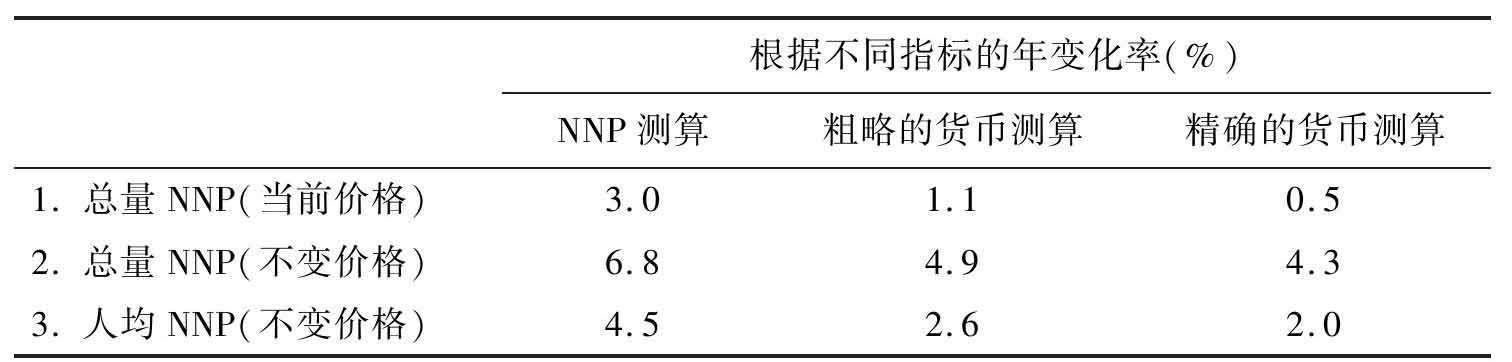 根据不同指标的年变化率(%)
NNP 测算 粗略的货币测算 精确的货币测算
1. 总量 NNP(当前价格) 3.0 1.1 0.5
2. 总量 NNP(不变价格) 6.8 4.9 4.3
3. 人均 NNP(不变价格) 4.5 2.6 2.0